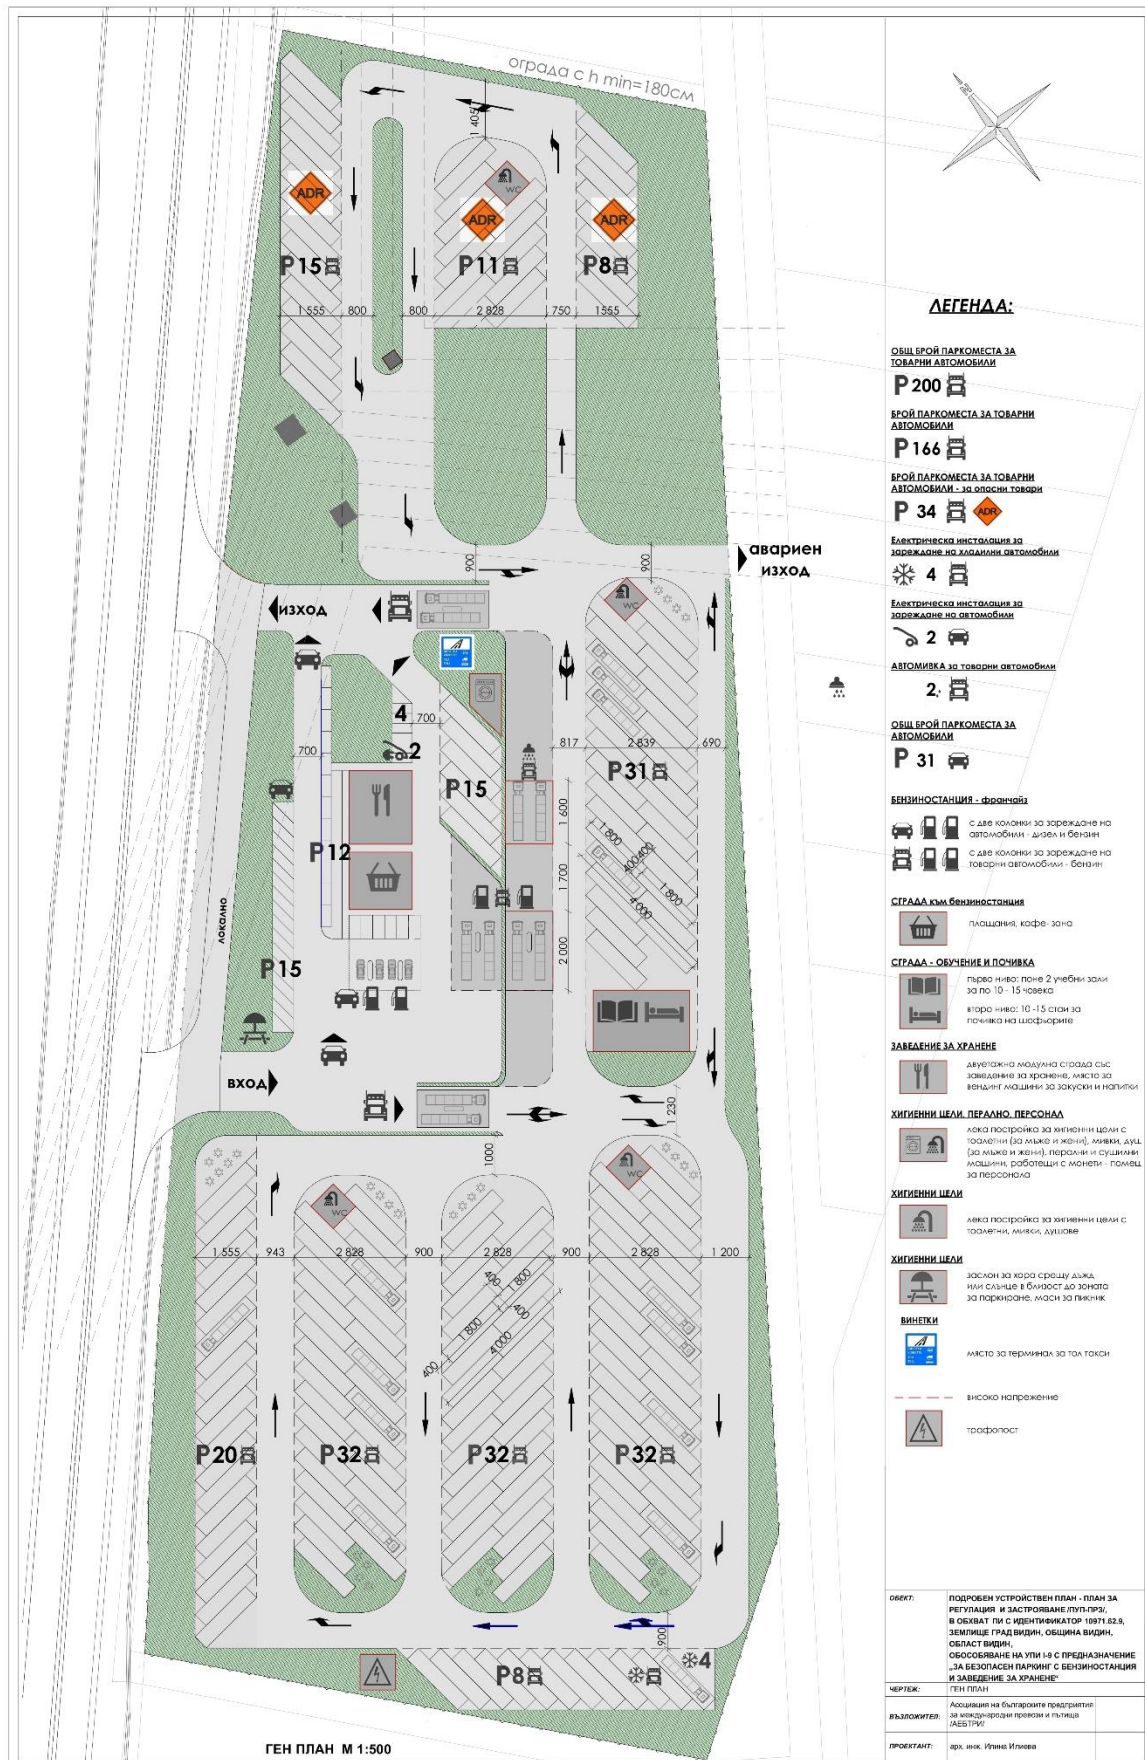 ограда с h min=180см
1 405
WC
ADR
ADR
ADR
P15
P11
P8
1 555
800
800
2 828
750
1555
900
900
авариен
изход
ИЗХОД
WC
4
700
2
700
817
2 839
690
P15
P31
1 600
1 800
400
400
1 700
1 800
4 000
P12
2 000
локално
P15
ВХОД
1 230
1000
WC
WC
1 555
943
2 828
900
2 828
900
2 828
1 200
400
1 800
400
1 800
4 000
400
P20
P32
P32
P32
900
P8
4
ГЕН ПЛАН М 1:500
ЛЕГЕНДА:
ОБЩ БРОЙ ПАРКОМЕСТА ЗА
ТОВАРНИ АВТОМОБИЛИ
P 200
БРОЙ ПАРКОМЕСТА ЗА ТОВАРНИ
АВТОМОБИЛИ
P 166
БРОЙ ПАРКОМЕСТА ЗА ТОВАРНИ
АВТОМОБИЛИ - за опасни товари
P 34
ADR
Електрическа инсталация за
зареждане на хладилни автомобили
4
Електрическа инсталация за
зареждане на автомобили
2
АВТОМИВКА за товарни автомобили
2
ОБЩ БРОЙ ПАРКОМЕСТА ЗА
АВТОМОБИЛИ
P 31
БЕНЗИНОСТАНЦИЯ - франчайз
с две колонки за зареждане на
автомобили - дизел и бензин
с две колонки за зареждане на
товарни автомобили - бензин
СГРАДА към бензиностанция
плащания, кафе- зона
СГРАДА - ОБУЧЕНИЕ И ПОЧИВКА
първо ниво: поне 2 учебни зали
за по 10 - 15 човека
второ ниво: 10 -15 стаи за
почивка на шофьорите
ЗАВЕДЕНИЕ ЗА ХРАНЕНЕ
двуетажна модулна сграда със
заведение за хранене, място за
вендинг машини за закуски и напитки
ХИГИЕННИ ЦЕЛИ, ПЕРАЛНО, ПЕРСОНАЛ
лека постройка за хигиенни цели с
тоалетни (за мъже и жени), мивки, душ
(за мъже и жени), перални и сушилни
машини, работещи с монети - помещ.
за персонала
ХИГИЕННИ ЦЕЛИ
лека постройка за хигиенни цели с
тоалетни, мивки, душове
ХИГИЕННИ ЦЕЛИ
заслон за хора срещу дъжд
или слънце в близост до зоната
за паркиране, маси за пикник
ВИНЕТКИ
място за терминал за тол такси
високо напрежение
трафопост
ОБЕКТ: ПОДРОБЕН УСТРОЙСТВЕН ПЛАН - ПЛАН ЗА
РЕГУЛАЦИЯ И ЗАСТРОЯВАНЕ /ПУП-ПРЗ/,
В ОБХВАТ ПИ С ИДЕНТИФИКАТОР 10971.62.9,
ЗЕМЛИЩЕ ГРАД ВИДИН, ОБЩИНА ВИДИН,
ОБЛАСТ ВИДИН,
ОБОСОБЯВАНЕ НА УПИ I-9 С ПРЕДНАЗНАЧЕНИЕ
„ЗА БЕЗОПАСЕН ПАРКИНГ С БЕНЗИНОСТАНЦИЯ
И ЗАВЕДЕНИЕ ЗА ХРАНЕНЕ"
ЧЕРТЕЖ: ГЕН ПЛАН
ВЪЗЛОЖИТЕЛ: Асоциация на българските предприятия
за международни превози и пътища
/АЕБТРИ/
ПРОЕКТАНТ: арх. инж. Илина Илиева